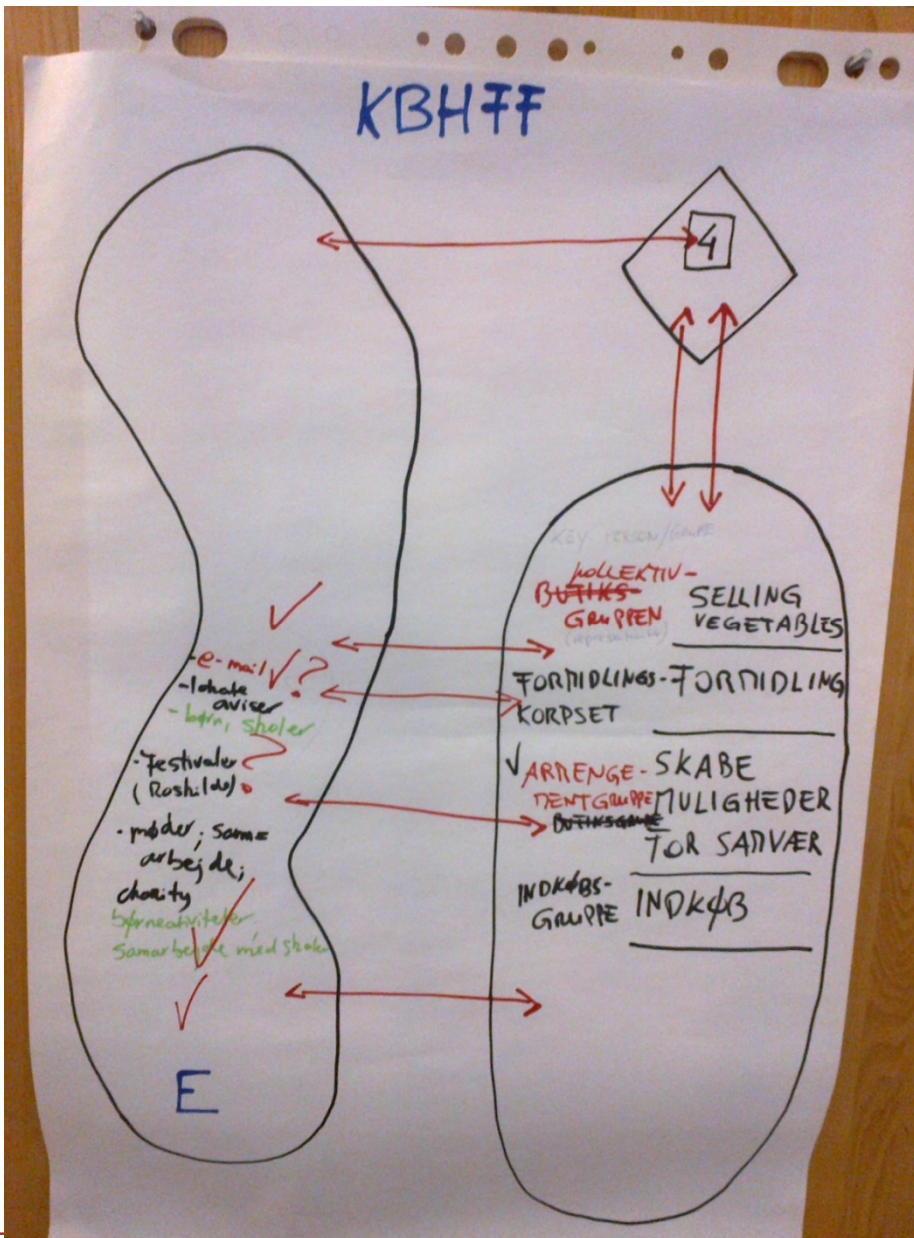 KBHFF
4
KEY PERSON/GRUPPE
KOLLEKTIV-
BUTIKS-
GRUPPEN
SELLING
VEGETABLES
FORMIDLINGS-
KORPSET
FORMIDLING
ARRENGE-
MENTGRUPPE
BUTIKSGRUPPE
SKABE
MULIGHEDER
FOR SAMVÆR
INDKØBS-
GRUPPE
INDKØB
-e-mail ?
-lokale
aviser
- børn, skoler
-Festivaler ?
(Roskilde)
-møder, sam=
arbejde,
charity
børneaktiviteter
samarbejde med skoler
E